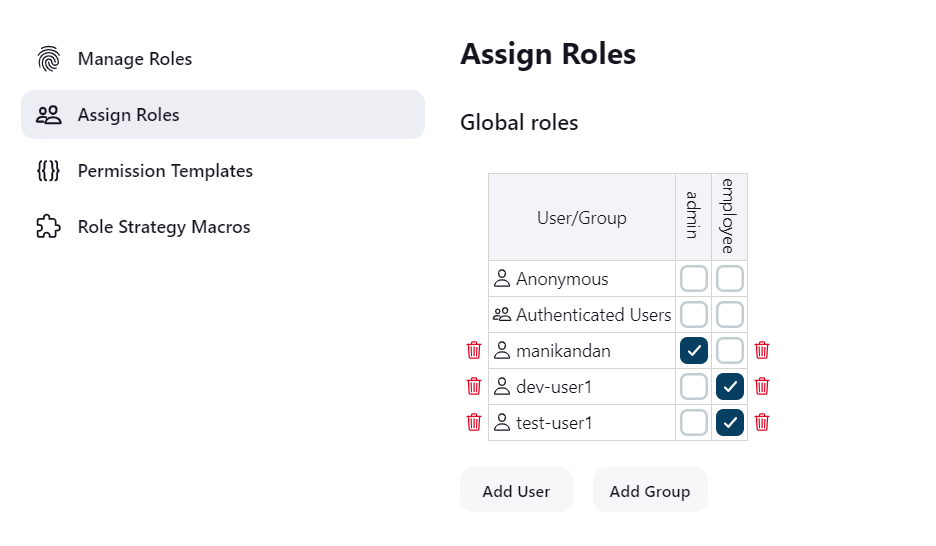 Manage Roles
Assign Roles
Permission Templates
Role Strategy Macros
Assign Roles
Global roles
User/Group
admin
employee
Anonymous
Authenticated Users
manikandan
dev-user1
test-user1
Add User
Add Group